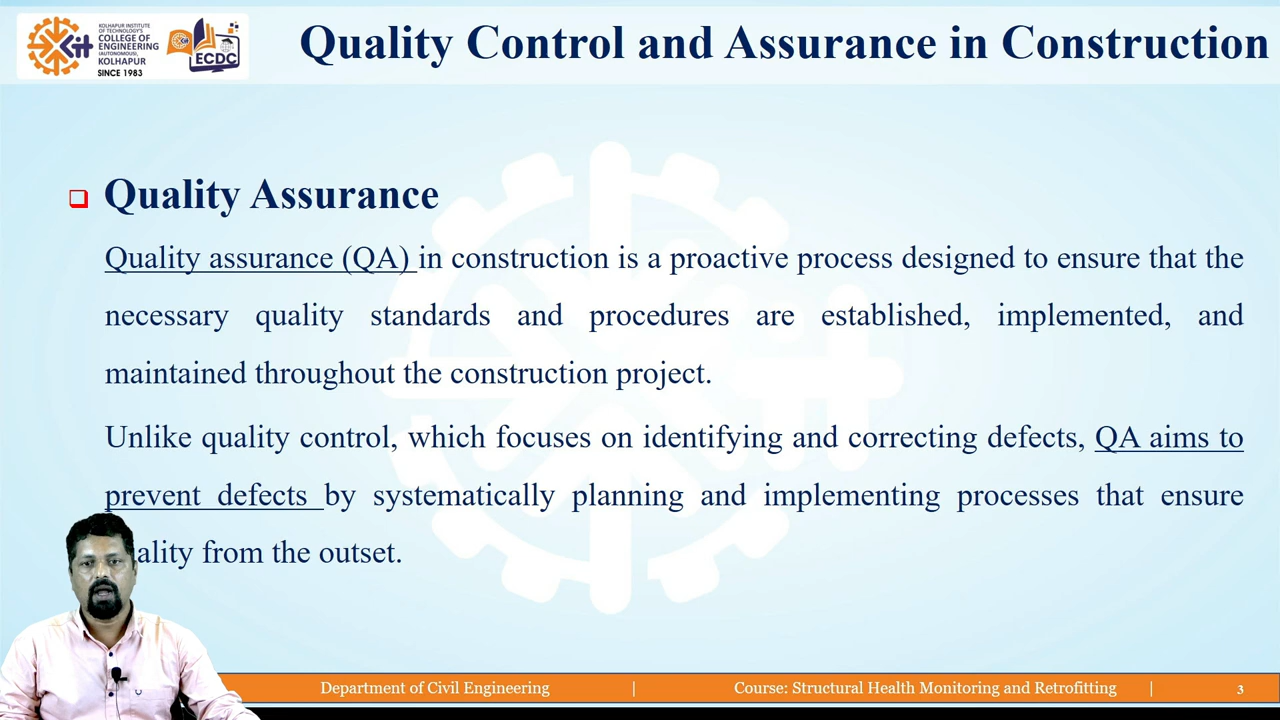 KOLHAPUR INSTITUTE
OF TECHNOLOGY'S
COLLEGE OF
ENGINEERING
(AUTONOMOUS),
KOLHAPUR
SINCE 1983
ECDC
Quality Control and Assurance in Construction
Quality Assurance
Quality assurance (QA) in construction is a proactive process designed to ensure that the
necessary quality standards and procedures are established, implemented, and
maintained throughout the construction project.
Unlike quality control, which focuses on identifying and correcting defects, QA aims to
prevent defects by systematically planning and implementing processes that ensure
ality from the outset.
Department of Civil Engineering | Course: Structural Health Monitoring and Retrofitting | 3